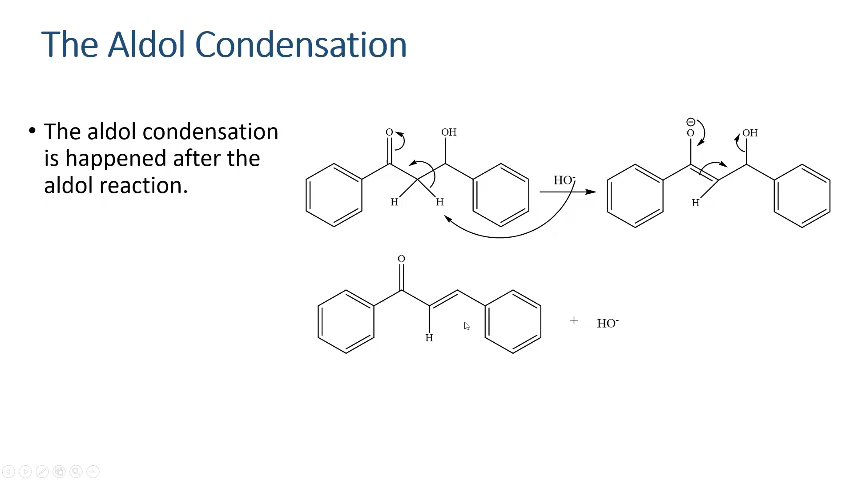 The Aldol Condensation
• The aldol condensation
is happened after the
aldol reaction.
O
OH
H
H
HO-
⊖
O
OH
H
O
H
+ HO-